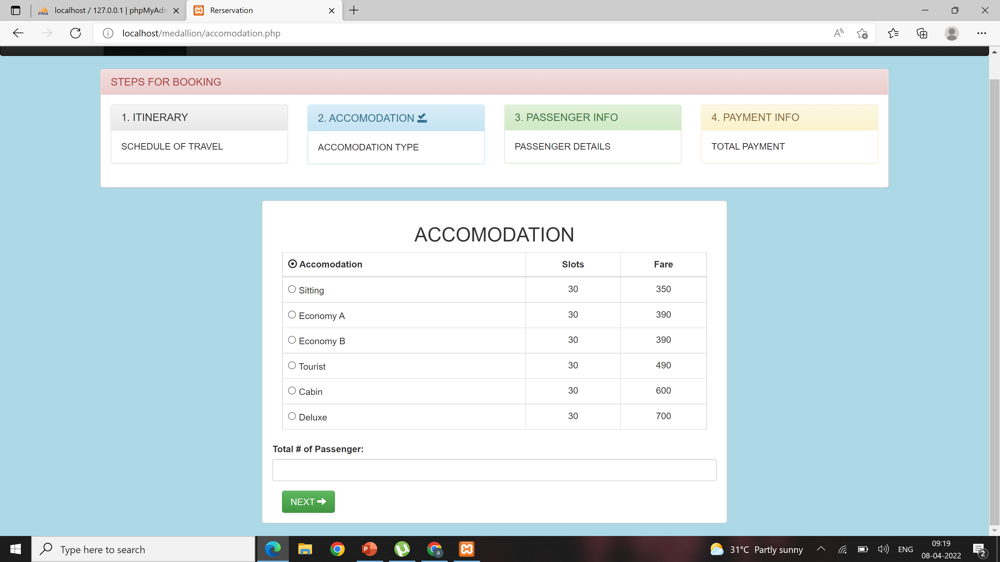 localhost / 127.0.0.1 | phpMyAdn
Rerservation
localhost/medallion/accomodation.php
STEPS FOR BOOKING
1. ITINERARY
SCHEDULE OF TRAVEL
2. ACCOMODATION
ACCOMODATION TYPE
3. PASSENGER INFO
PASSENGER DETAILS
4. PAYMENT INFO
TOTAL PAYMENT
ACCOMODATION
Accomodation Slots Fare
Sitting 30 350
Economy A 30 390
Economy B 30 390
Tourist 30 490
Cabin 30 600
Deluxe 30 700
Total # of Passenger:
NEXT
Type here to search
31°C Partly sunny
ENG
09:19
08-04-2022
2